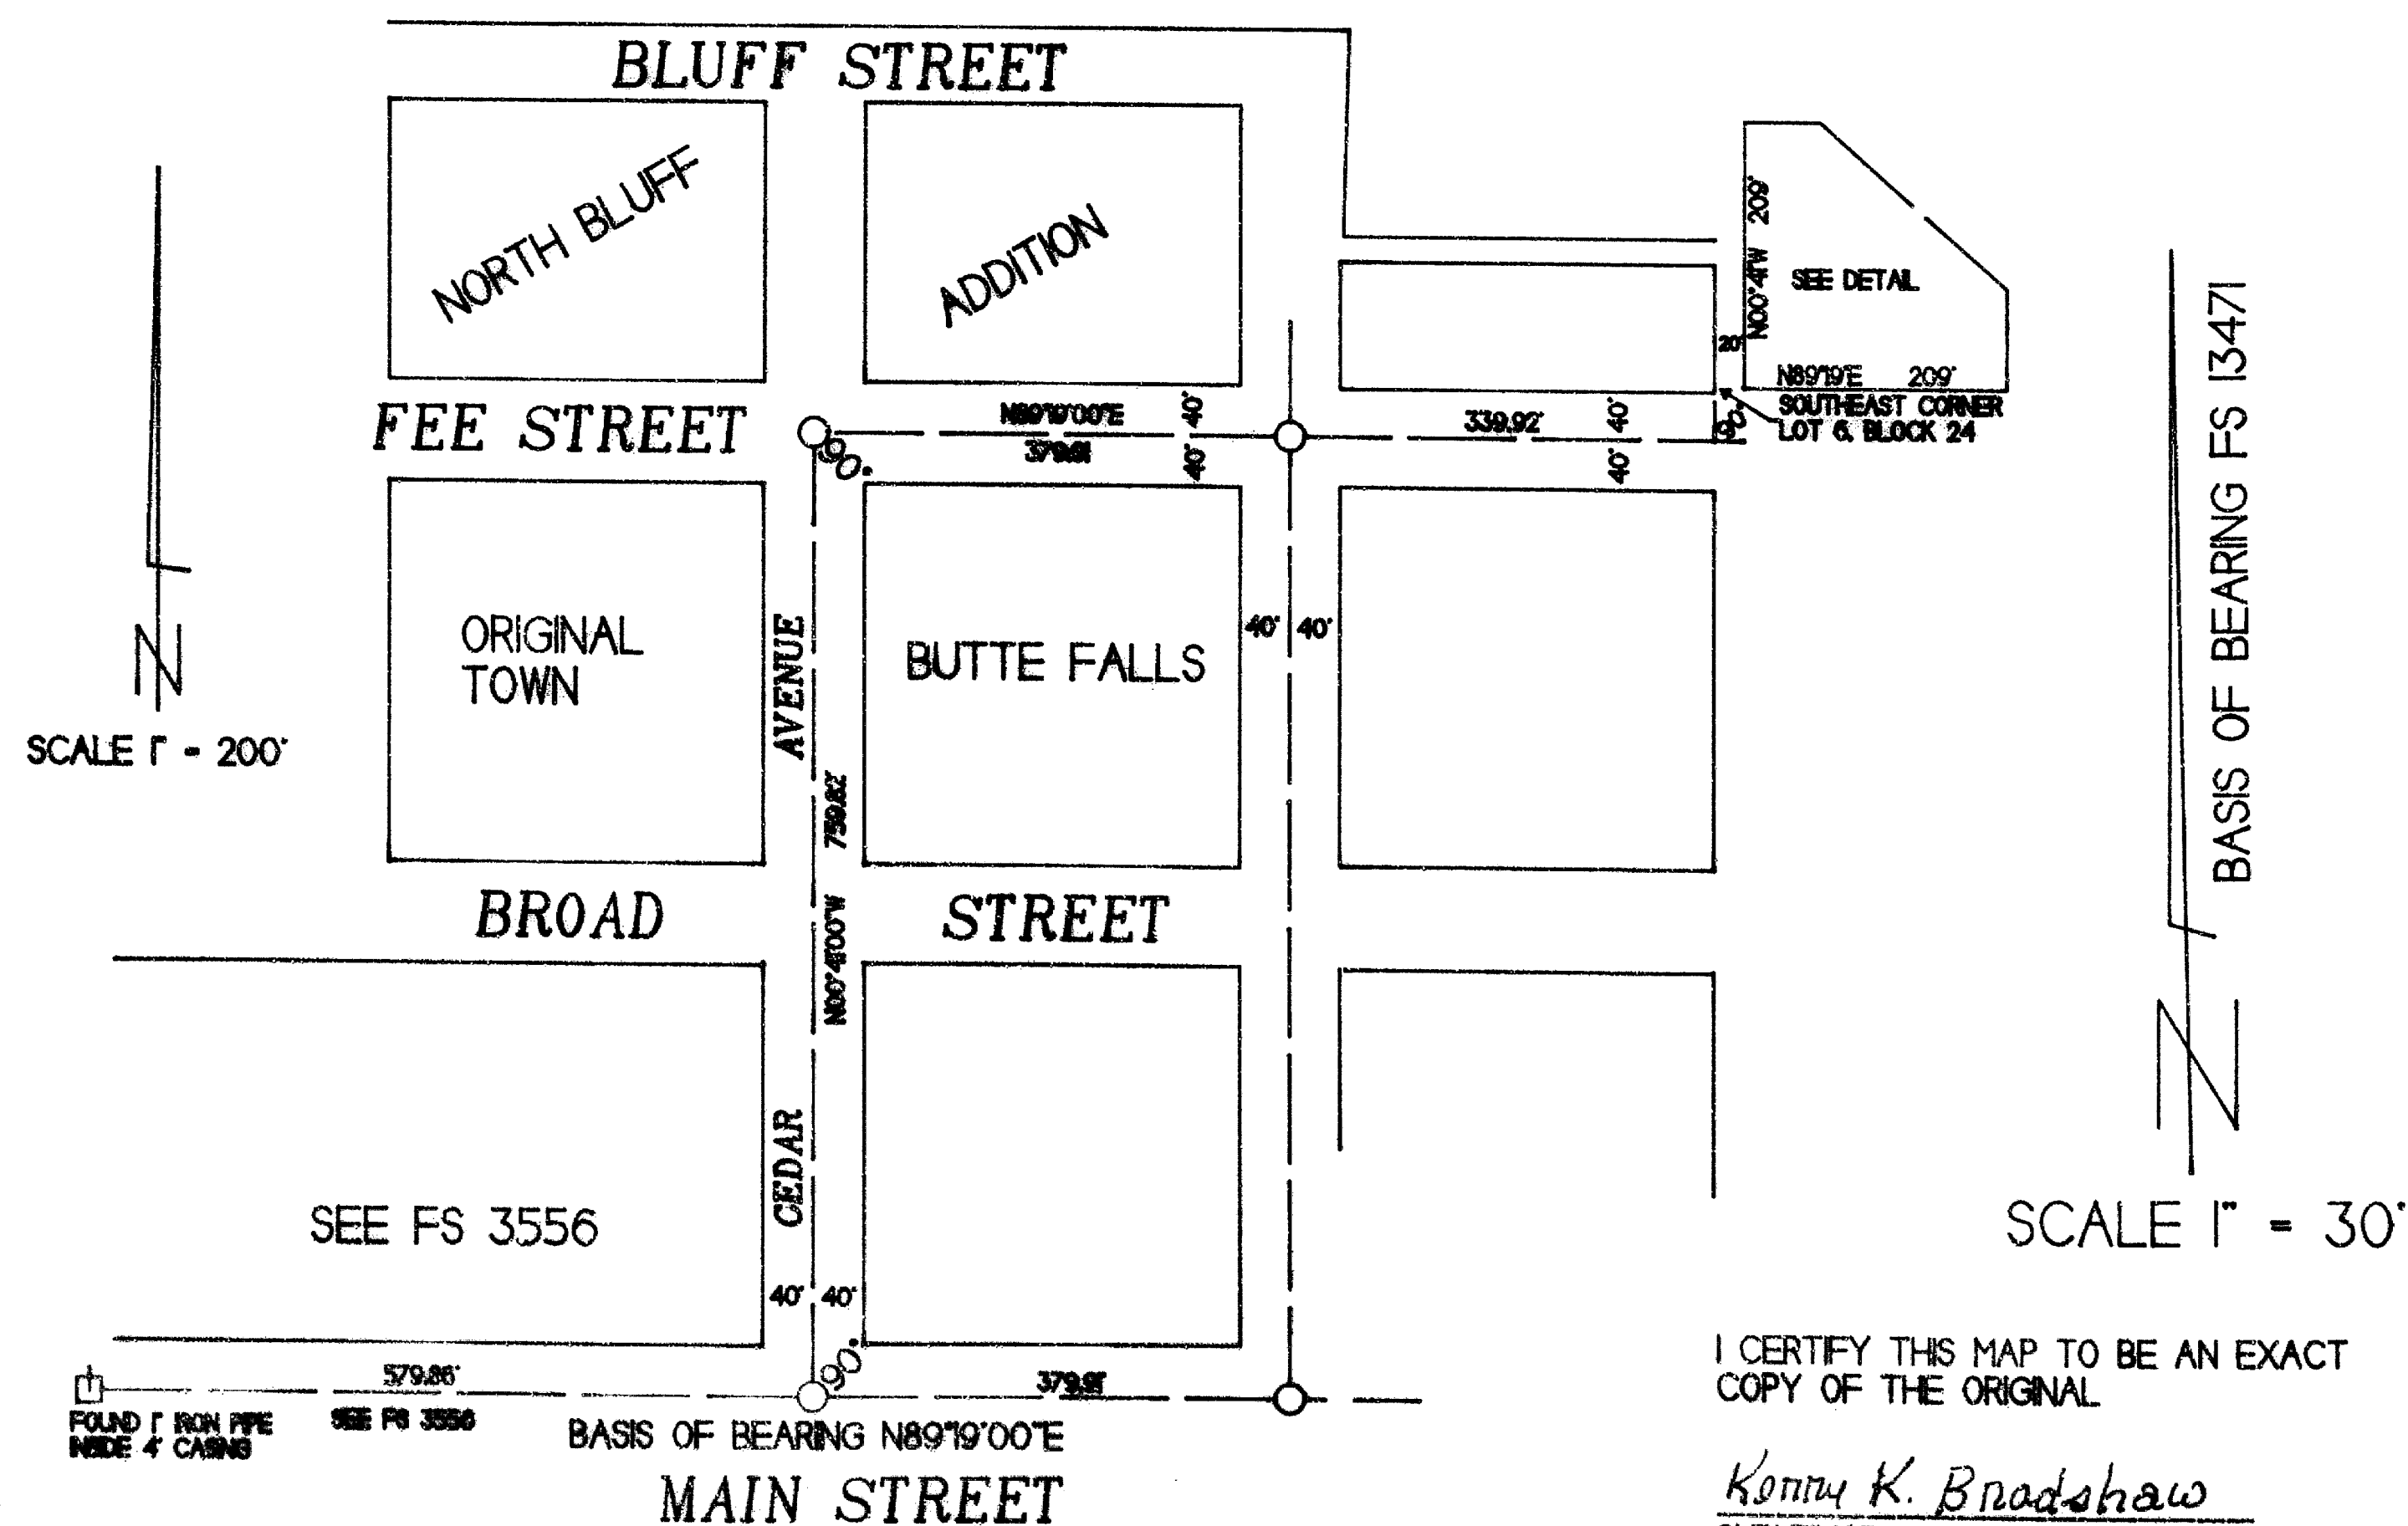 BLUFF STREET
NORTH BLUFF
ADDITION
N00°41'W 209'
SEE DETAIL
20'
N89°19'E 209'
SOUTHEAST CORNER
LOT 6, BLOCK 24
FEE STREET
N89°19'00"E
379.91
40'
40'
339.92'
40'
40'
90°
ORIGINAL
TOWN
BUTTE FALLS
CEDAR AVENUE
N00°41'00"W 759.82'
40' 40'
N
SCALE 1" = 200'
BASIS OF BEARING FS 13471
BROAD STREET
SEE FS 3556
N
SCALE 1" = 30'
40' 40'
90°
579.86'
379.91'
SEE FS 3556
FOUND 1" IRON PIPE
INSIDE 4" CASING
BASIS OF BEARING N89°19'00"E
MAIN STREET
I CERTIFY THIS MAP TO BE AN EXACT
COPY OF THE ORIGINAL
Kerry K. Bradshaw